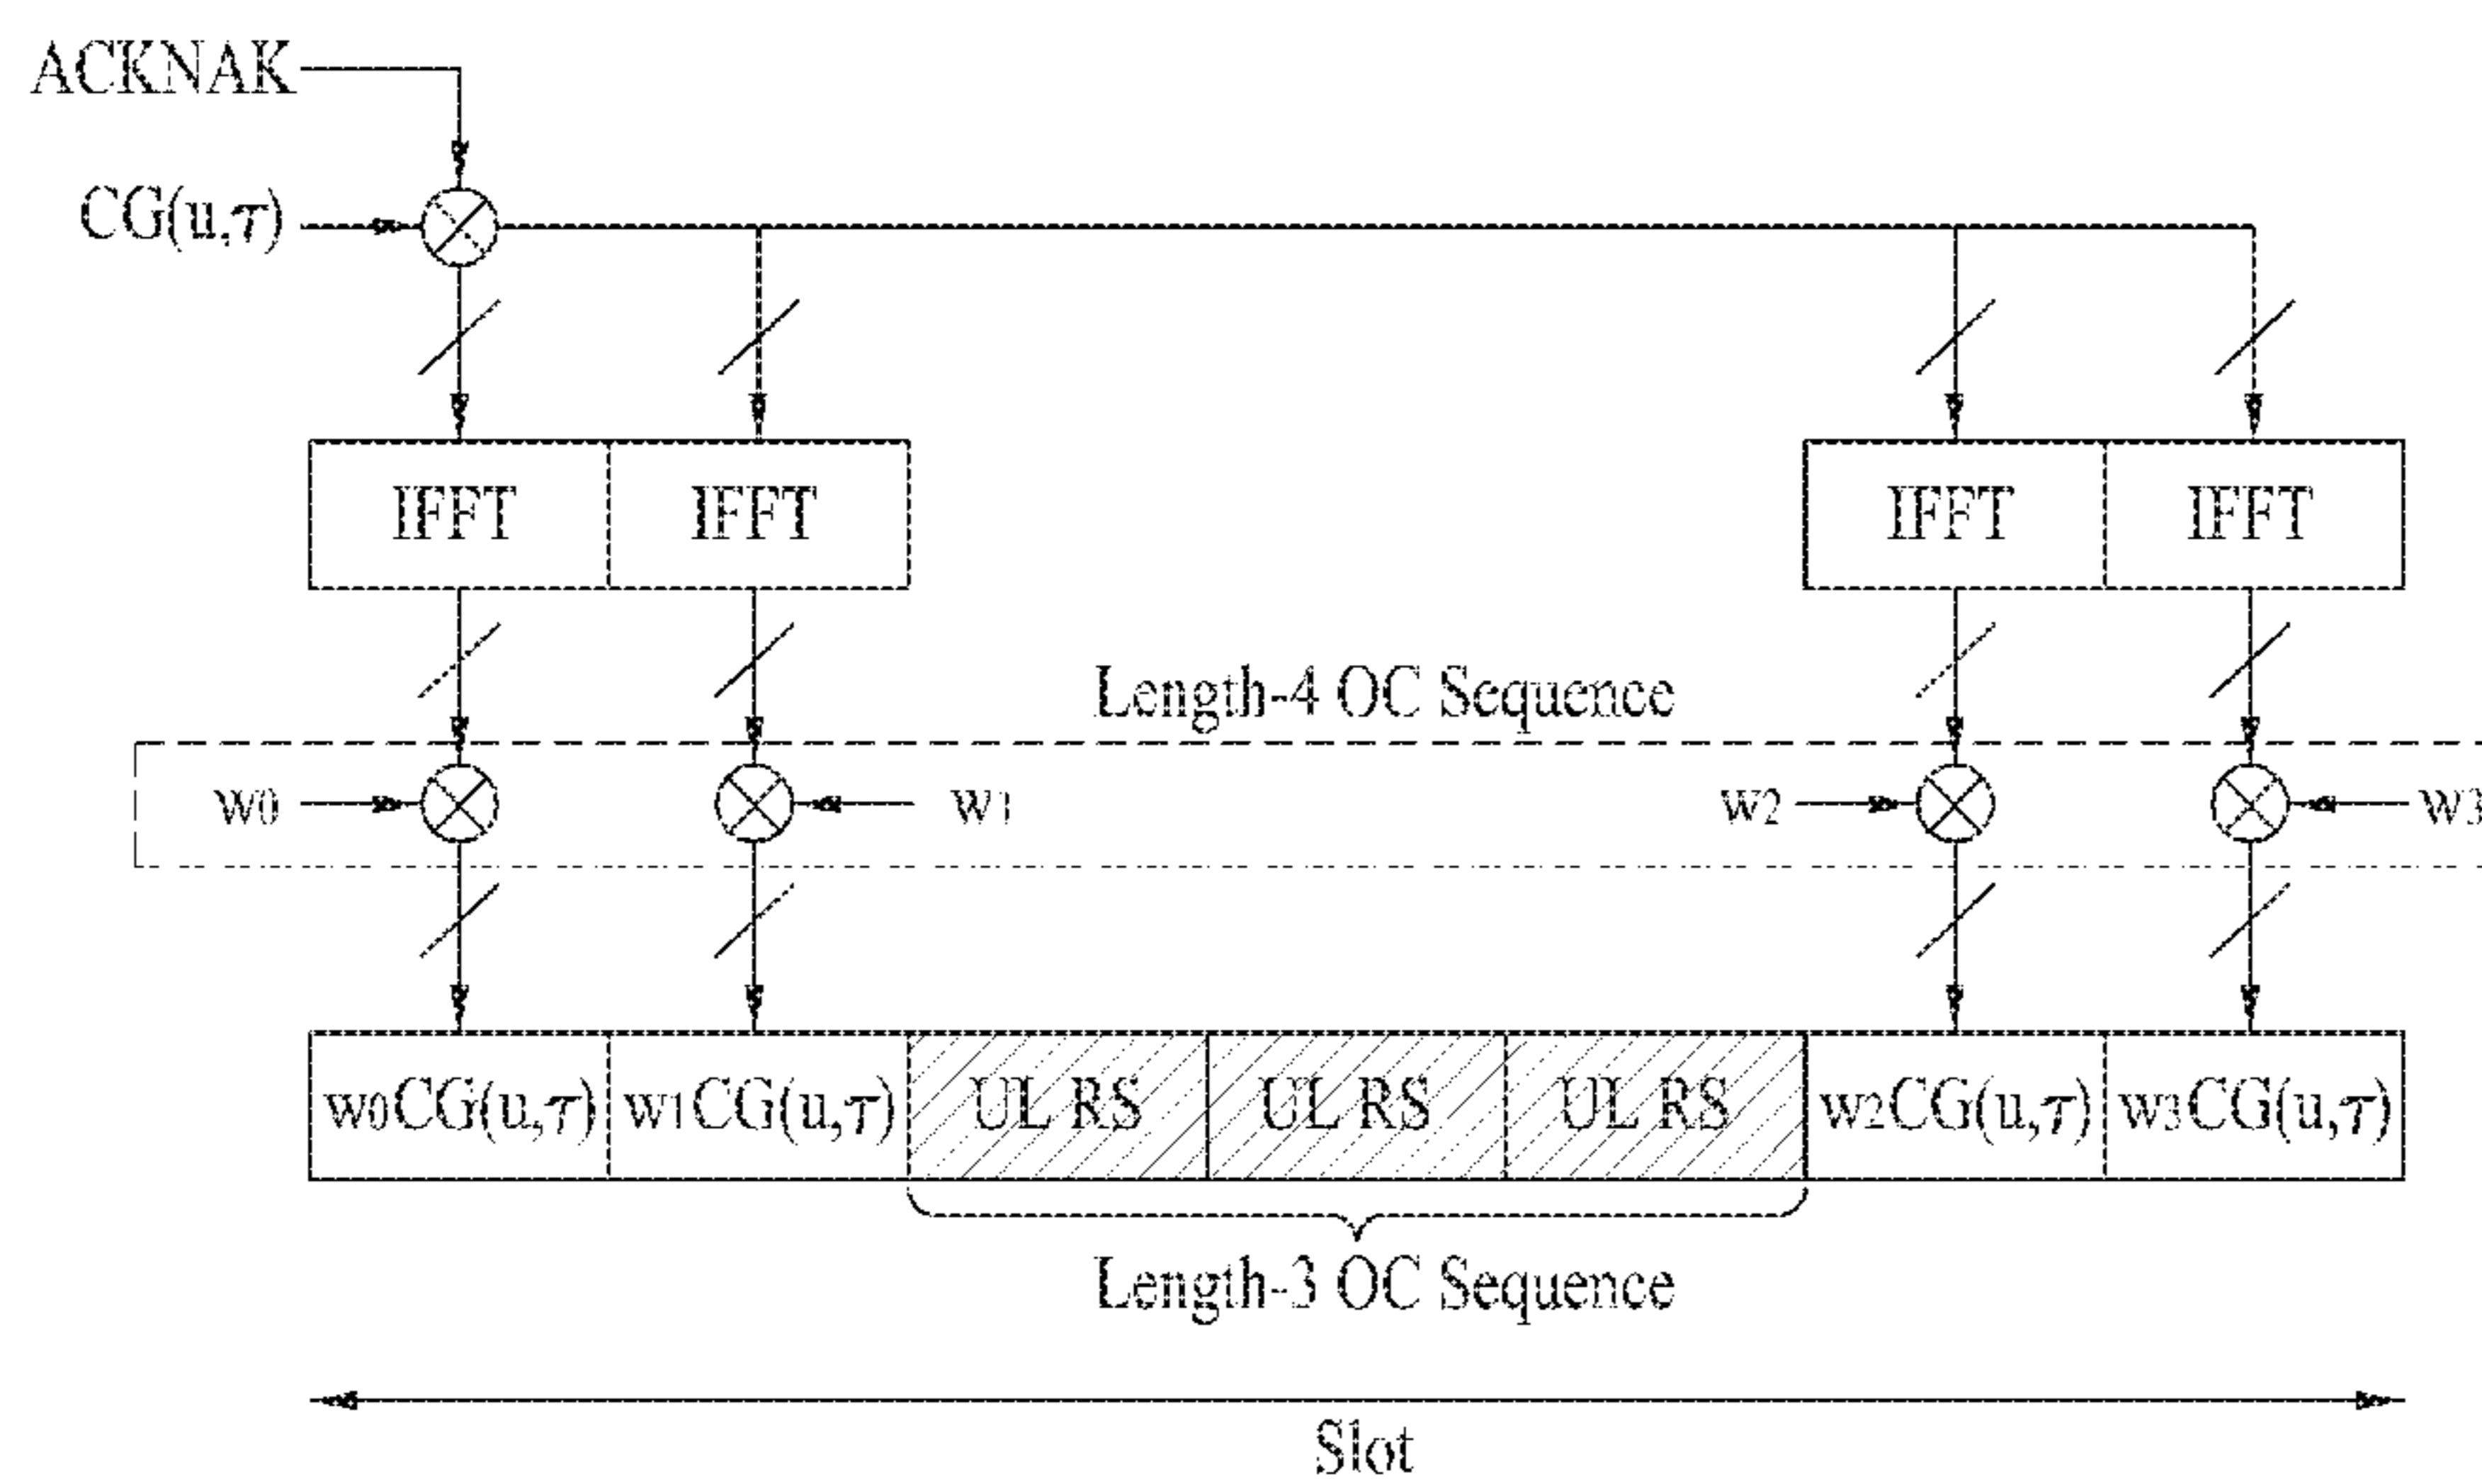 ACKNAK
CG(u,τ)
IFFT IFFT IFFT IFFT
Length-4 OC Sequence
w0 w1 w2 w3
w0CG(u,τ) w1CG(u,τ) UL RS UL RS UL RS w2CG(u,τ) w3CG(u,τ)
Length-3 OC Sequence
Slot